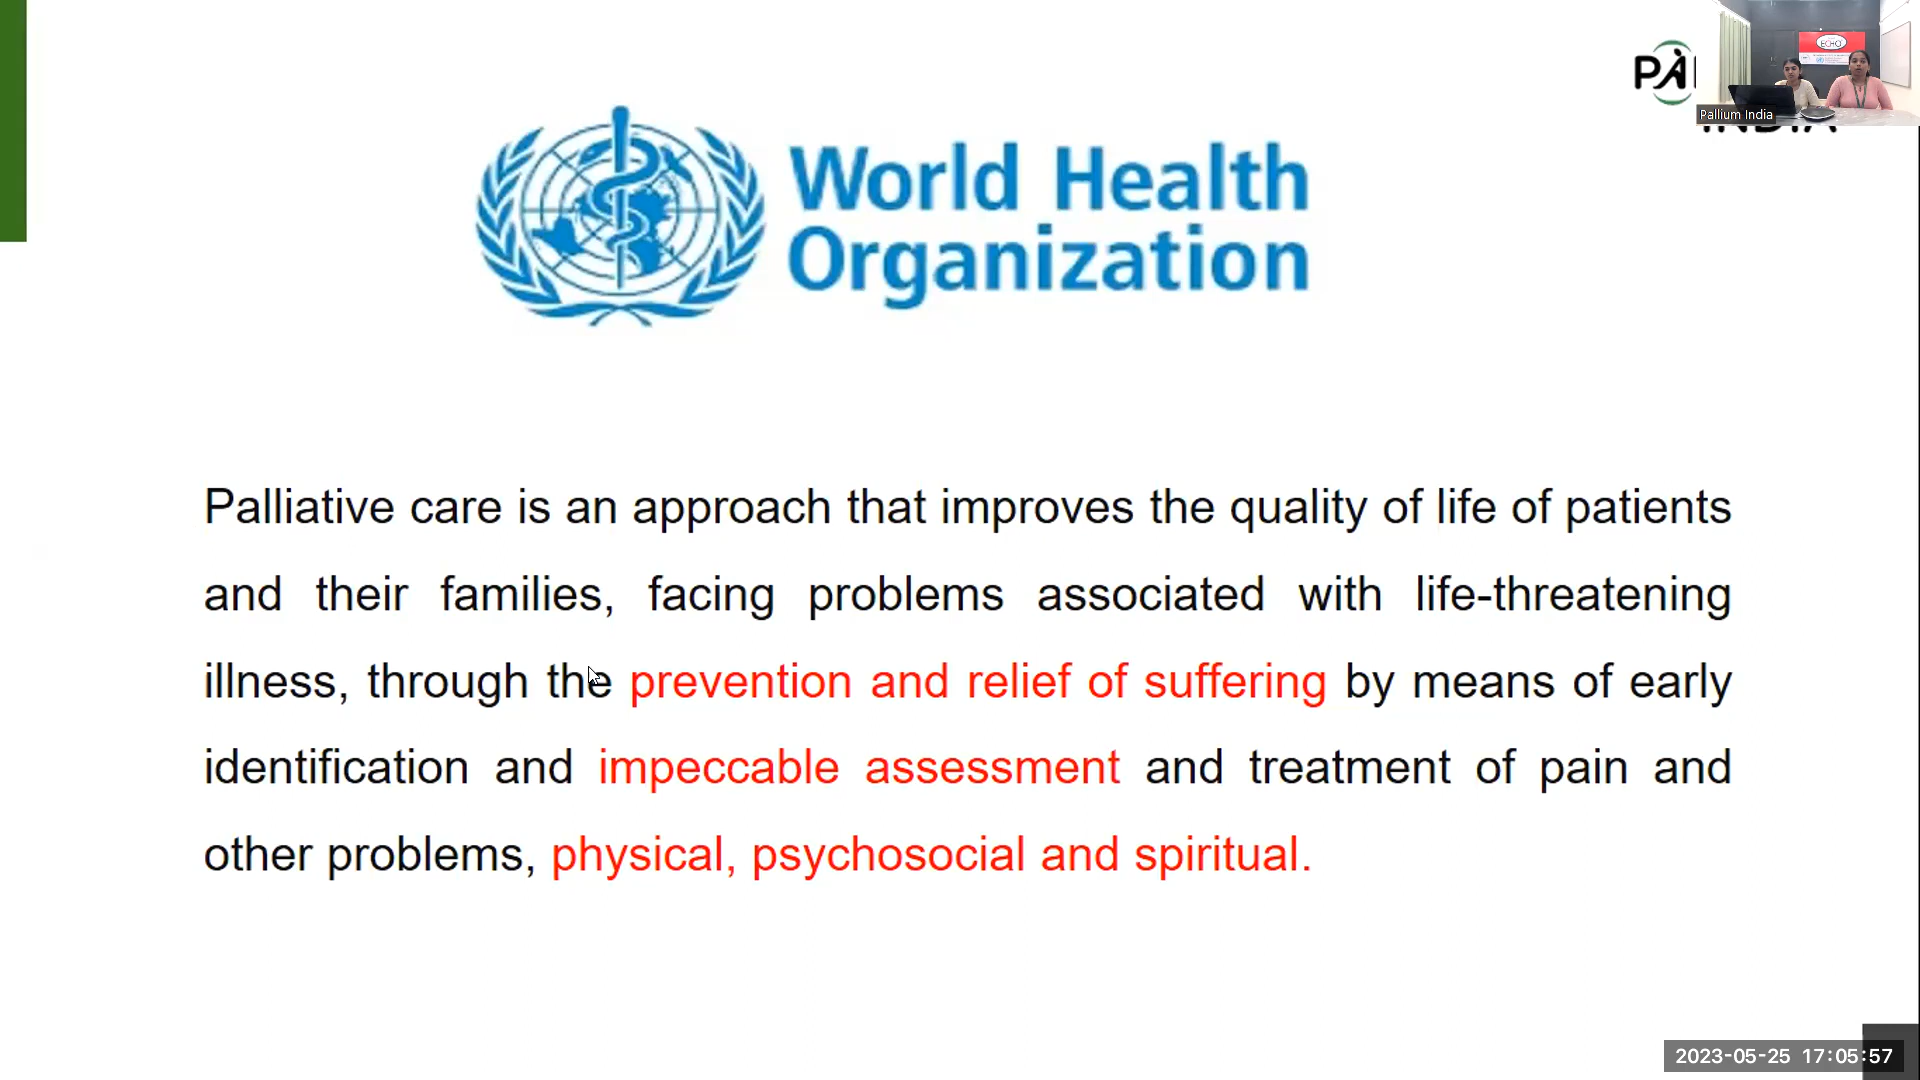 PAI
ECHO
Pallium India
INDIA
World Health
Organization
Palliative care is an approach that improves the quality of life of patients
and their families, facing problems associated with life-threatening
illness, through the prevention and relief of suffering by means of early
identification and impeccable assessment and treatment of pain and
other problems, physical, psychosocial and spiritual.
2023-05-25 17:05:57